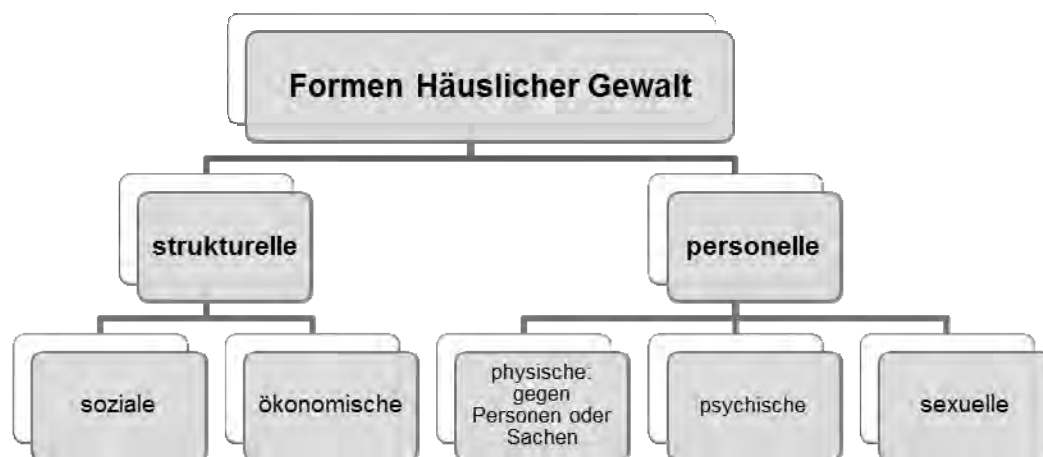 Formen Häuslicher Gewalt
strukturelle
personelle
soziale
ökonomische
physische:
gegen
Personen oder
Sachen
psychische
sexuelle